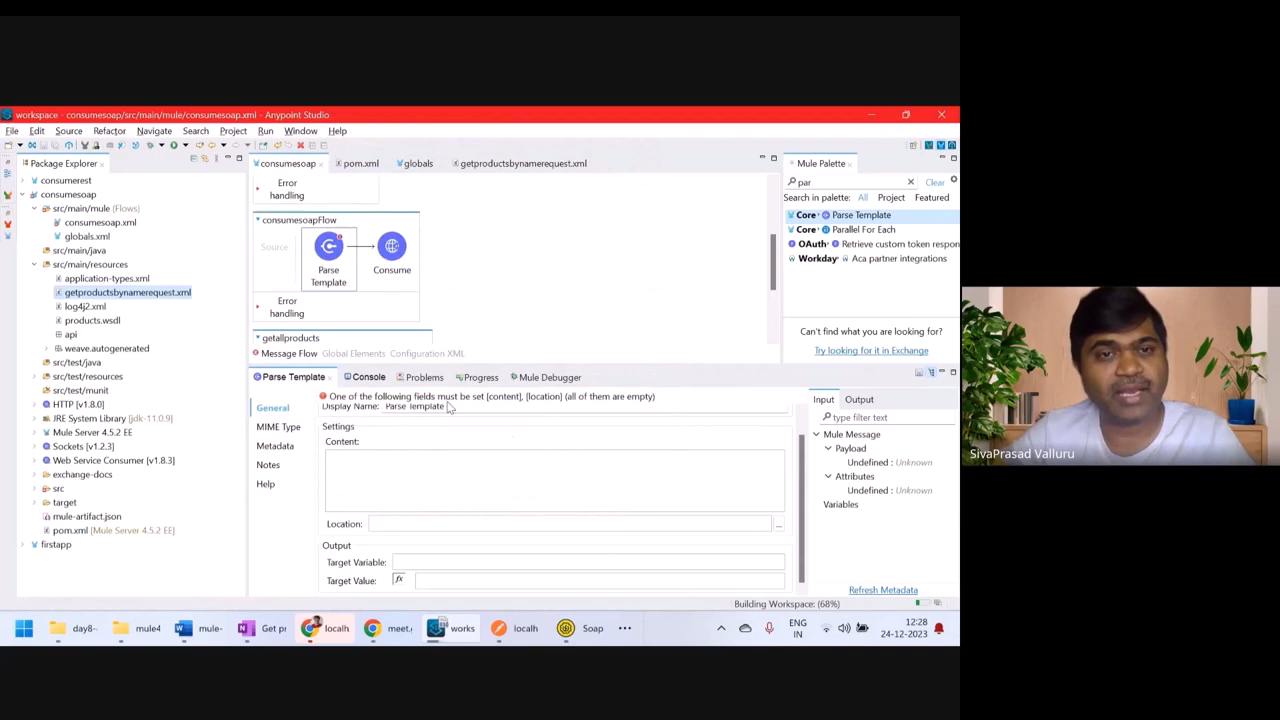 workspace - consumesoap/src/main/mule/consumesoap.xml - Anypoint Studio
File Edit Source Refactor Navigate Search Project Run Window Help
Package Explorer
consumerest
consumesoap
src/main/mule (Flows)
consumesoap.xml
globals.xml
src/main/java
src/main/resources
application-types.xml
getproductsbynamerequest.xml
log4j2.xml
products.wsdl
api
weave.autogenerated
src/test/java
src/test/resources
src/test/munit
HTTP [v1.8.0]
JRE System Library [jdk-11.0.9]
Mule Server 4.5.2 EE
Sockets [v1.2.3]
Web Service Consumer [v1.8.3]
exchange-docs
src
target
mule-artifact.json
pom.xml [Mule Server 4.5.2 EE]
firstapp
consumesoap pom.xml globals getproductsbynamerequest.xml
Error
handling
consumesoapFlow
Source
Parse
Template
Consume
Error
handling
getallproducts
Message Flow Global Elements Configuration XML
Mule Palette
par
Clear
Search in palette: All Project Featured
Core Parse Template
Core Parallel For Each
OAuth Retrieve custom token respon
Workday Aca partner integrations
Can't find what you are looking for?
Try looking for it in Exchange
Parse Template Console Problems Progress Mule Debugger
General
MIME Type
Metadata
Notes
Help
One of the following fields must be set [content], [location] (all of them are empty)
Display Name: Parse Template
Settings
Content:
Location:
...
Output
Target Variable:
Target Value: fx
Input Output
type filter text
Mule Message
Payload
Undefined : Unknown
Attributes
Undefined : Unknown
Variables
Refresh Metadata
Building Workspace: (68%)
SivaPrasad Valluru
day8- mule4 mule- Get pr localh meet. works localh Soap
ENG
IN
12:28
24-12-2023